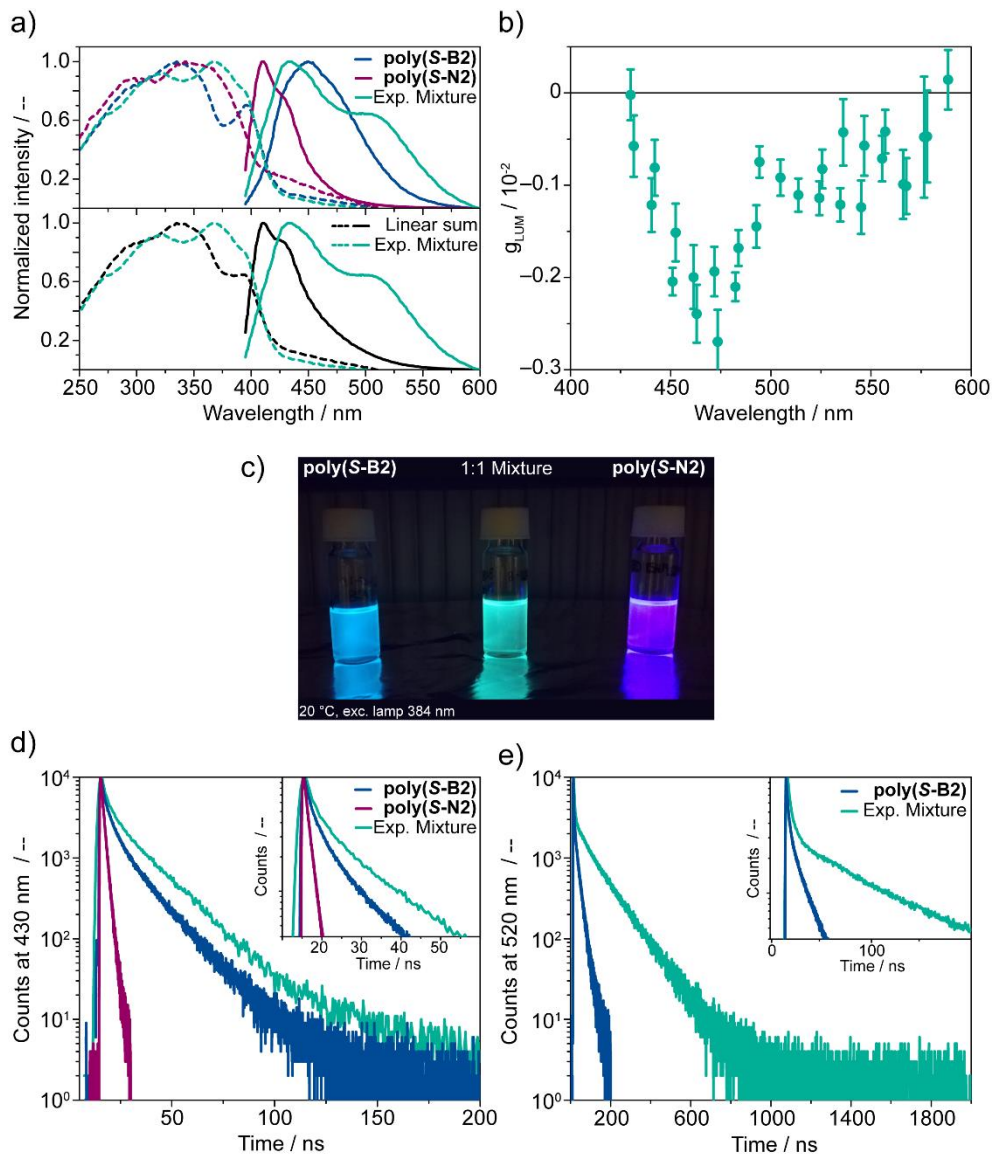 a)
Normalized intensity / --
1.0
0.6
0.2
poly(S-B2)
poly(S-N2)
Exp. Mixture
1.0
0.6
0.2
Linear sum
Exp. Mixture
250 300 350 400 450 500 550 600
Wavelength / nm
b)
gLUM / 10-2
0
−0.1
−0.2
−0.3
400 450 500 550 600
Wavelength / nm
c)
poly(S-B2) 1:1 Mixture poly(S-N2)
20 °C, exc. lamp 384 nm
d)
Counts at 430 nm / --
104
103
102
101
100
50 75 100 125 150 200
Time / ns
poly(S-B2)
poly(S-N2)
Exp. Mixture
Counts / --
20 30 40 50
Time / ns
e)
Counts at 520 nm / --
104
103
102
101
100
200 600 1000 1400 1800
Time / ns
poly(S-B2)
Exp. Mixture
Counts / --
0 100
Time / ns